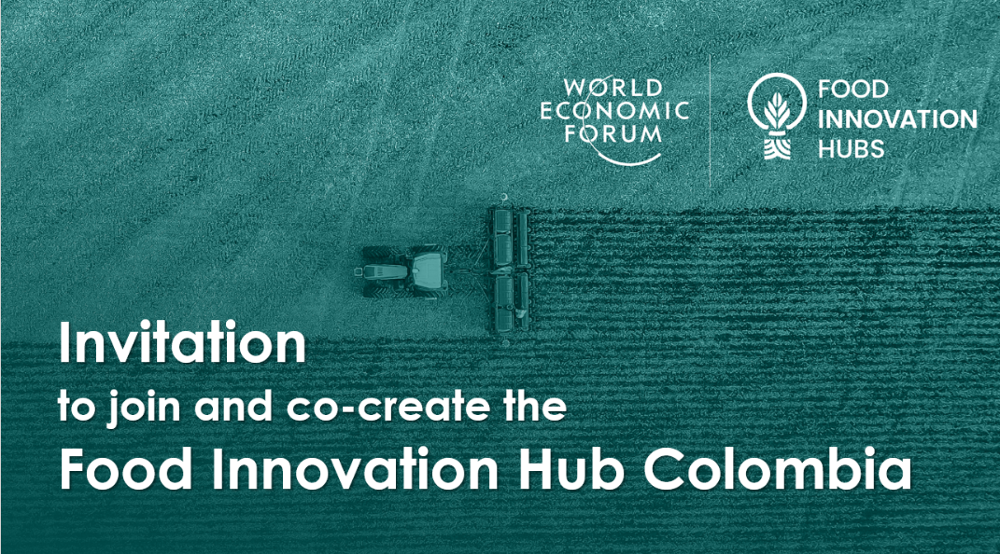 WORLD
ECONOMIC
FORUM
FOOD
INNOVATION
HUBS
Invitation
to join and co-create the
Food Innovation Hub Colombia